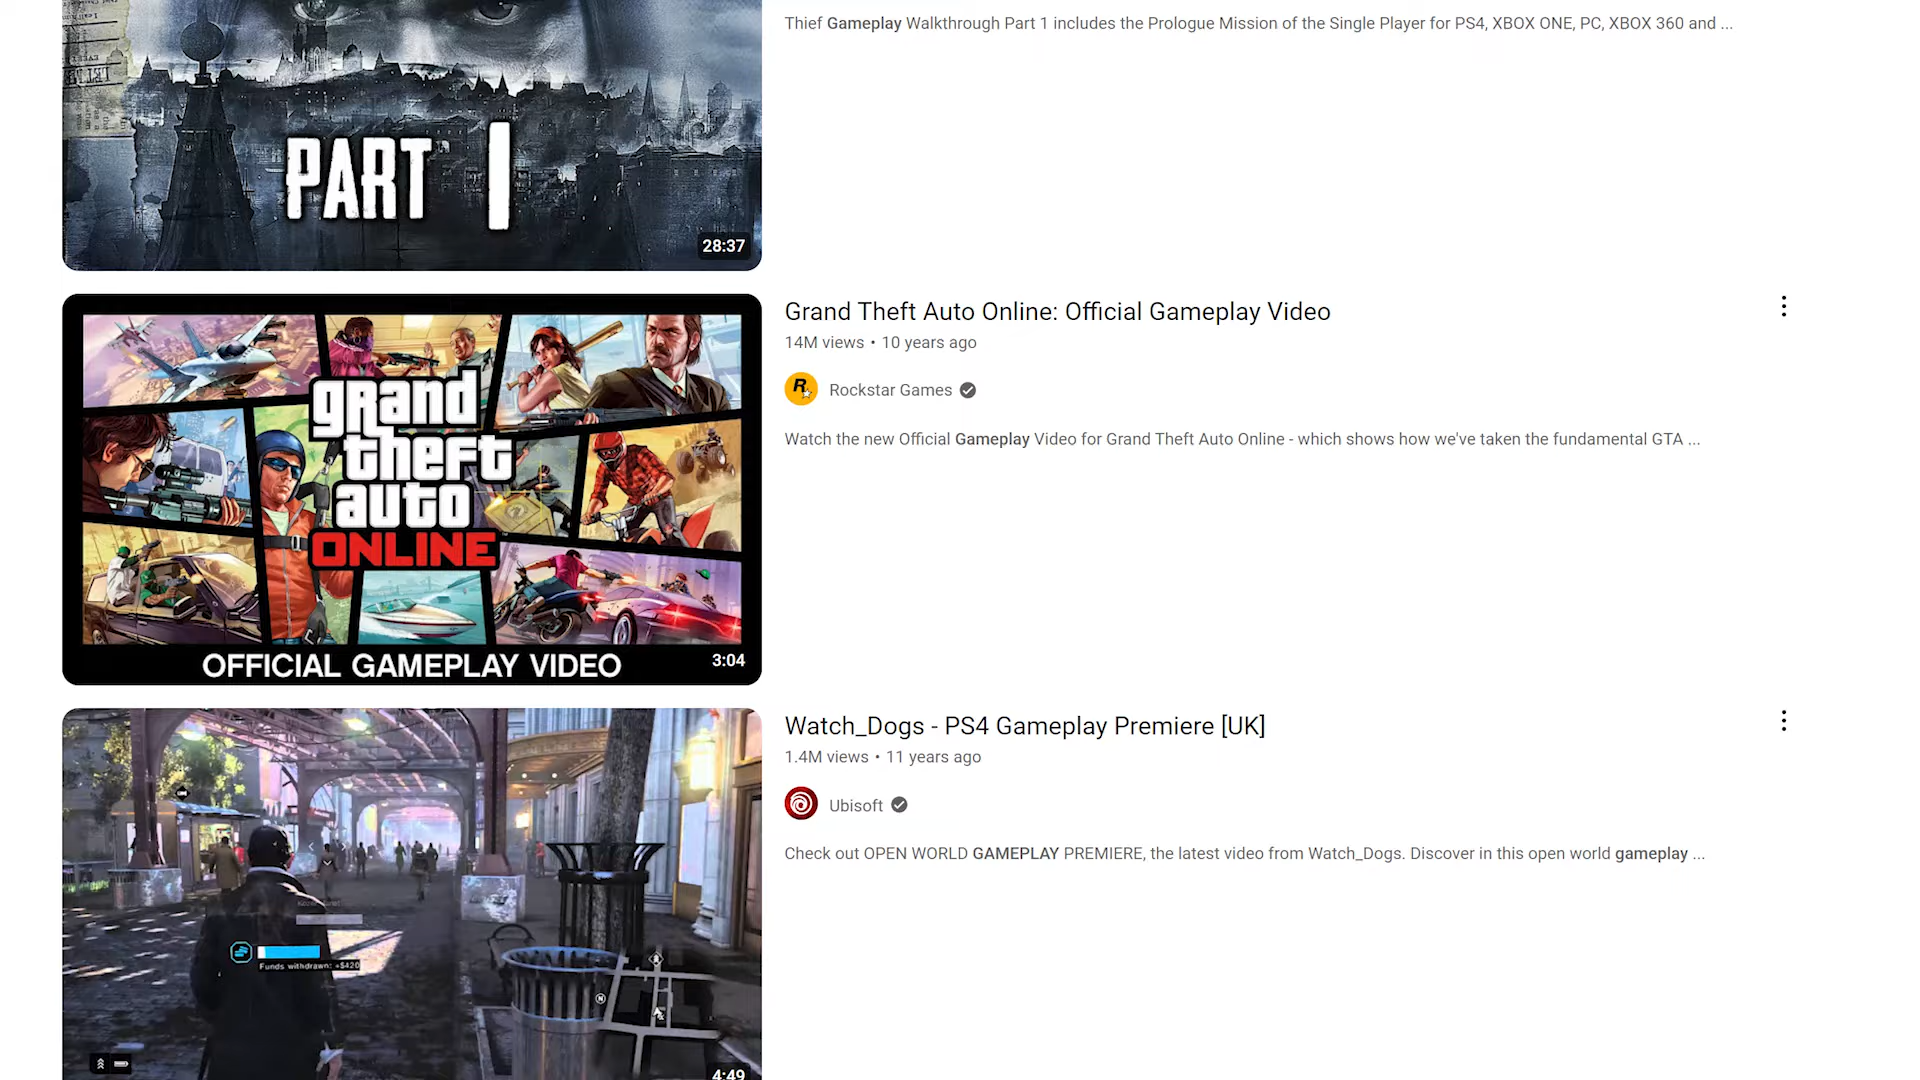 Thief Gameplay Walkthrough Part 1 includes the Prologue Mission of the Single Player for PS4, XBOX ONE, PC, XBOX 360 and ...
PART 1
28:37
grand
theft
auto
ONLINE
OFFICIAL GAMEPLAY VIDEO
3:04
Grand Theft Auto Online: Official Gameplay Video
14M views • 10 years ago
Rockstar Games
Watch the new Official Gameplay Video for Grand Theft Auto Online - which shows how we've taken the fundamental GTA ...
Funds withdrawn: +$420
4:49
Watch_Dogs - PS4 Gameplay Premiere [UK]
1.4M views • 11 years ago
Ubisoft
Check out OPEN WORLD GAMEPLAY PREMIERE, the latest video from Watch_Dogs. Discover in this open world gameplay ...